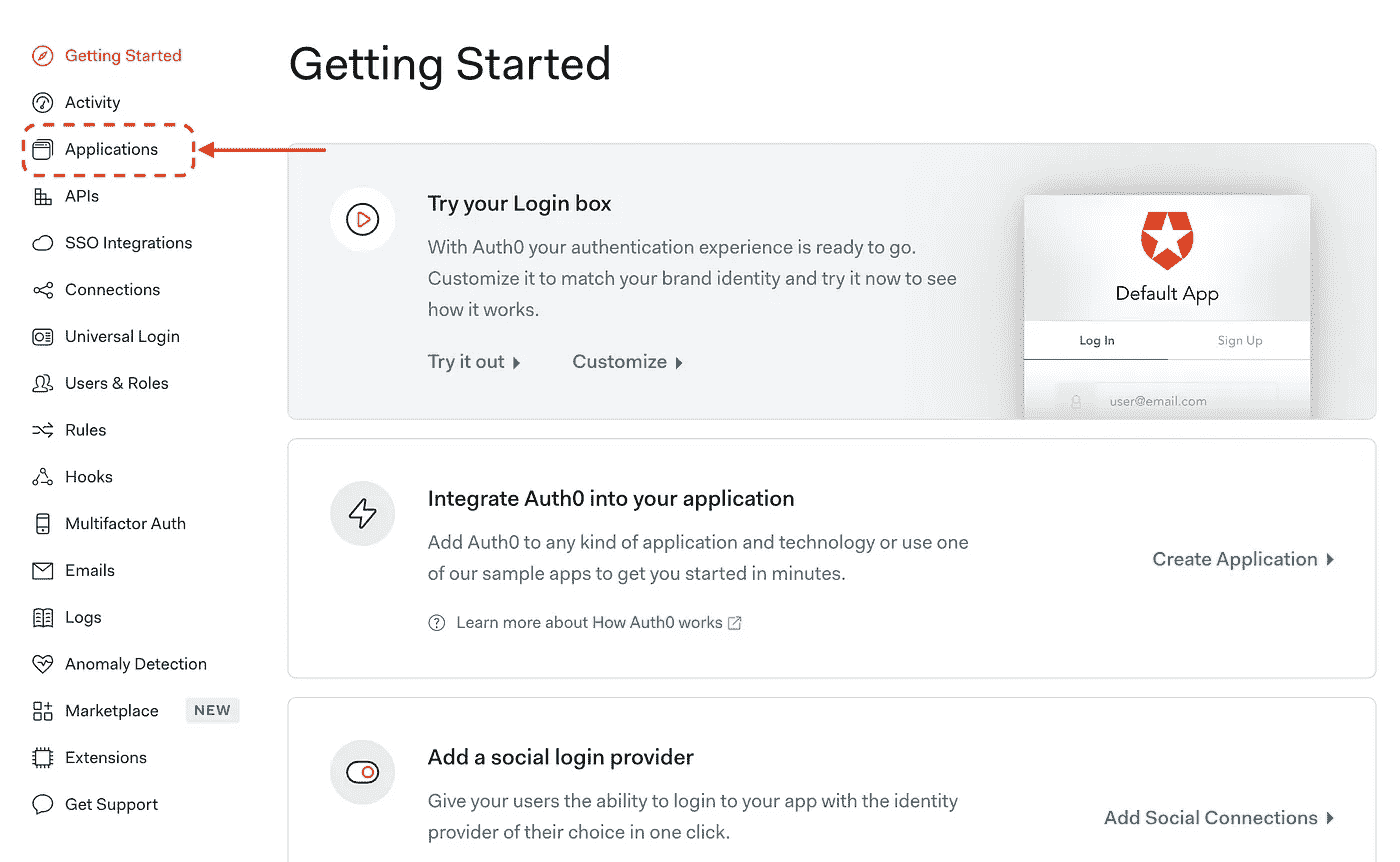 Getting Started
Activity
Applications
APIs
SSO Integrations
Connections
Universal Login
Users & Roles
Rules
Hooks
Multifactor Auth
Emails
Logs
Anomaly Detection
Marketplace NEW
Extensions
Get Support
Getting Started
Try your Login box
With Auth0 your authentication experience is ready to go.
Customize it to match your brand identity and try it now to see
how it works.
Try it out Customize
Default App
Log In Sign Up
user@email.com
Integrate Auth0 into your application
Add Auth0 to any kind of application and technology or use one
of our sample apps to get you started in minutes.
Learn more about How Auth0 works
Create Application
Add a social login provider
Give your users the ability to login to your app with the identity
provider of their choice in one click.
Add Social Connections